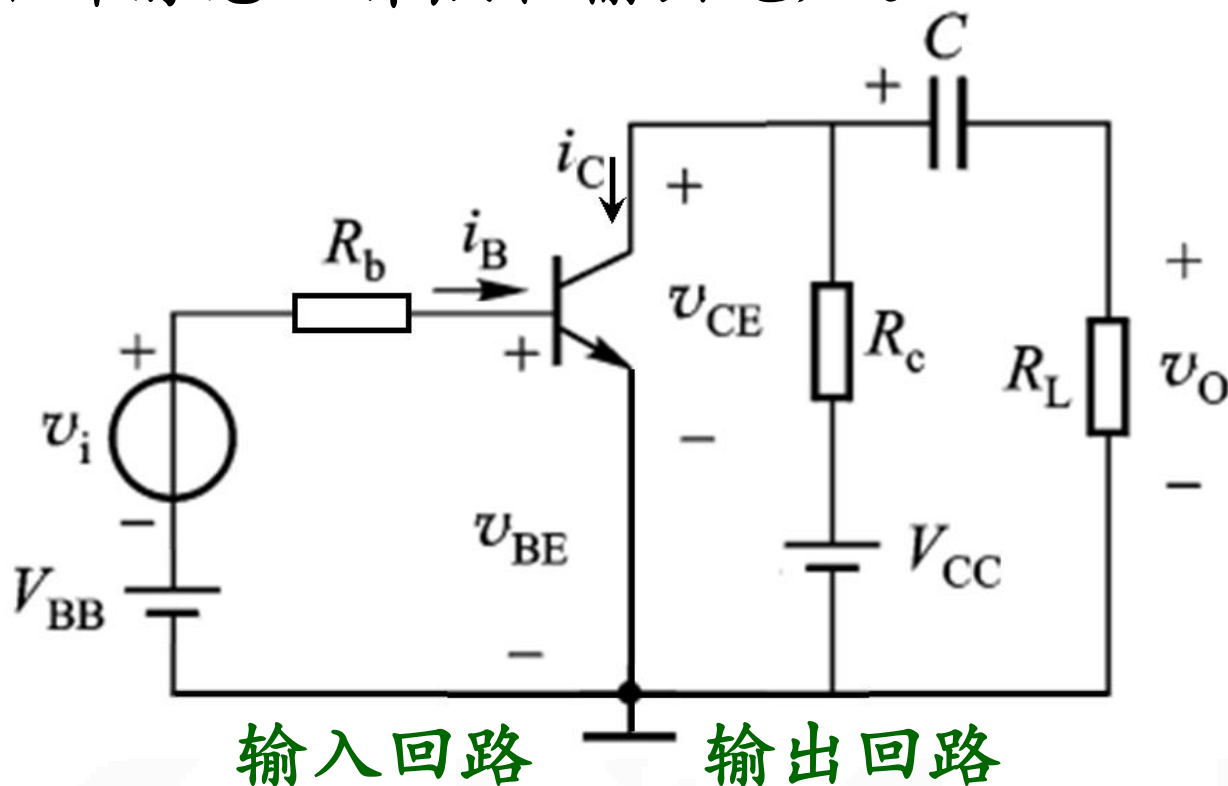 C
+
i_C
+
R_b
i_B
+
v_CE
R_c
+
+
R_L
v_O
v_i
−
−
−
v_BE
V_CC
V_BB
−
输入回路 输出回路